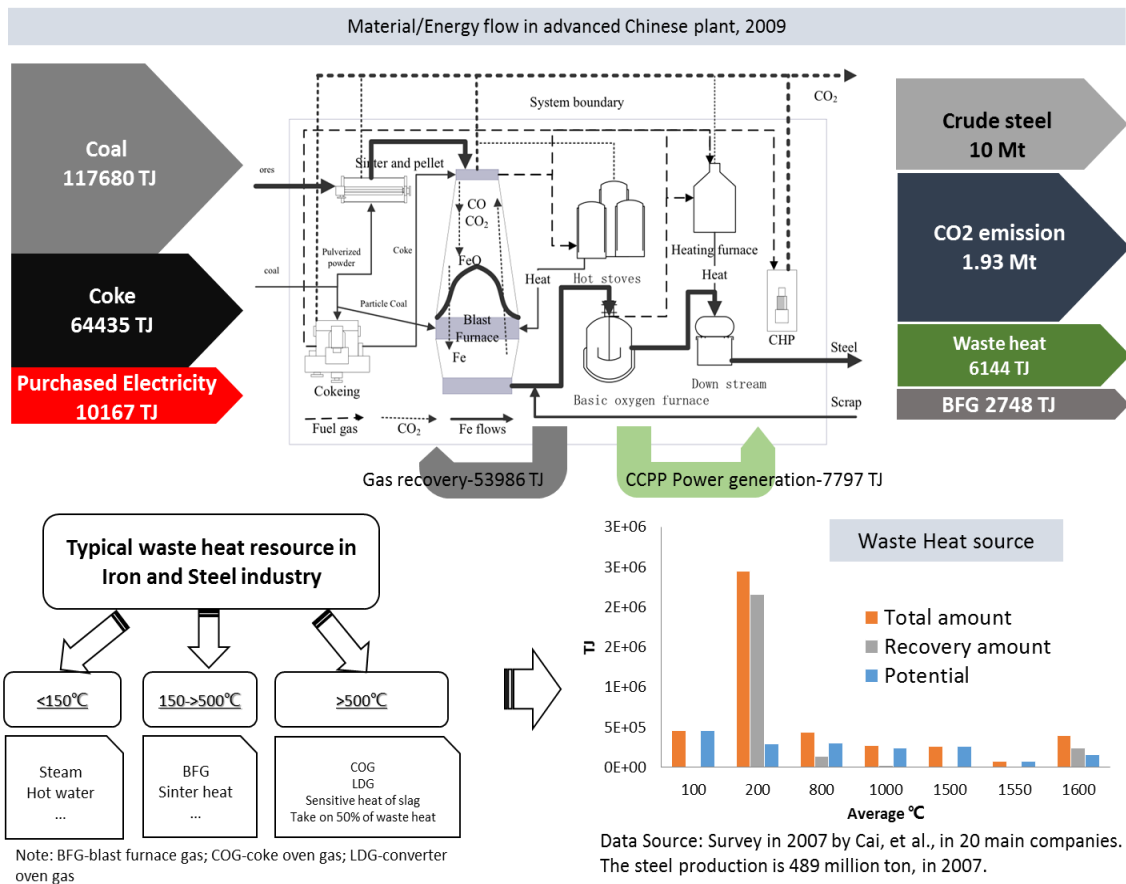 Material/Energy flow in advanced Chinese plant, 2009
Coal
117680 TJ
Coke
64435 TJ
Purchased Electricity
10167 TJ
CO₂
System boundary
ores
Sinter and pellet
CO
CO₂
Pulverized
powder
Coke
Heating furnace
coal
FeO
Heat
Hot stoves
Heat
Particle Coal
Blast
Furnace
CHP
Fe
Steel
Cokeing
Down stream
Basic oxygen furnace
Scrap
Fuel gas
CO₂
Fe flows
Crude steel
10 Mt
CO2 emission
1.93 Mt
Waste heat
6144 TJ
BFG 2748 TJ
Gas recovery-53986 TJ
CCPP Power generation-7797 TJ
Typical waste heat resource in
Iron and Steel industry
<150℃
150->500℃
>500℃
Steam
Hot water
...
BFG
Sinter heat
...
COG
LDG
Sensitive heat of slag
Take on 50% of waste heat
Note: BFG-blast furnace gas; COG-coke oven gas; LDG-converter
oven gas
Waste Heat source
3E+06
3E+06
2E+06
2E+06
1E+06
5E+05
0E+00
TJ
Total amount
Recovery amount
Potential
100 200 800 1000 1500 1550 1600
Average ℃
Data Source: Survey in 2007 by Cai, et al., in 20 main companies.
The steel production is 489 million ton, in 2007.